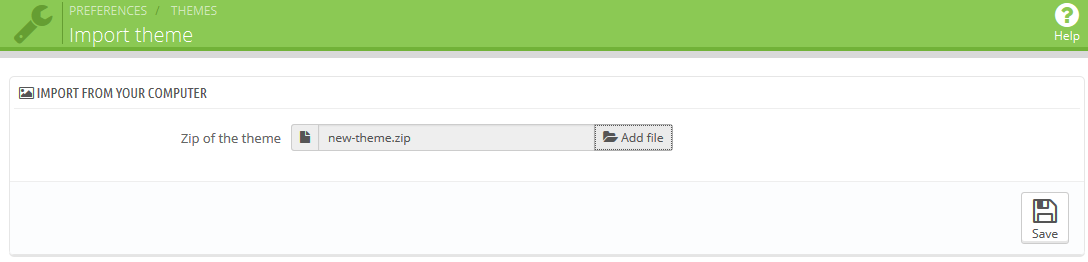 PREFERENCES / THEMES
Import theme
Help
IMPORT FROM YOUR COMPUTER
Zip of the theme new-theme.zip Add file
Save